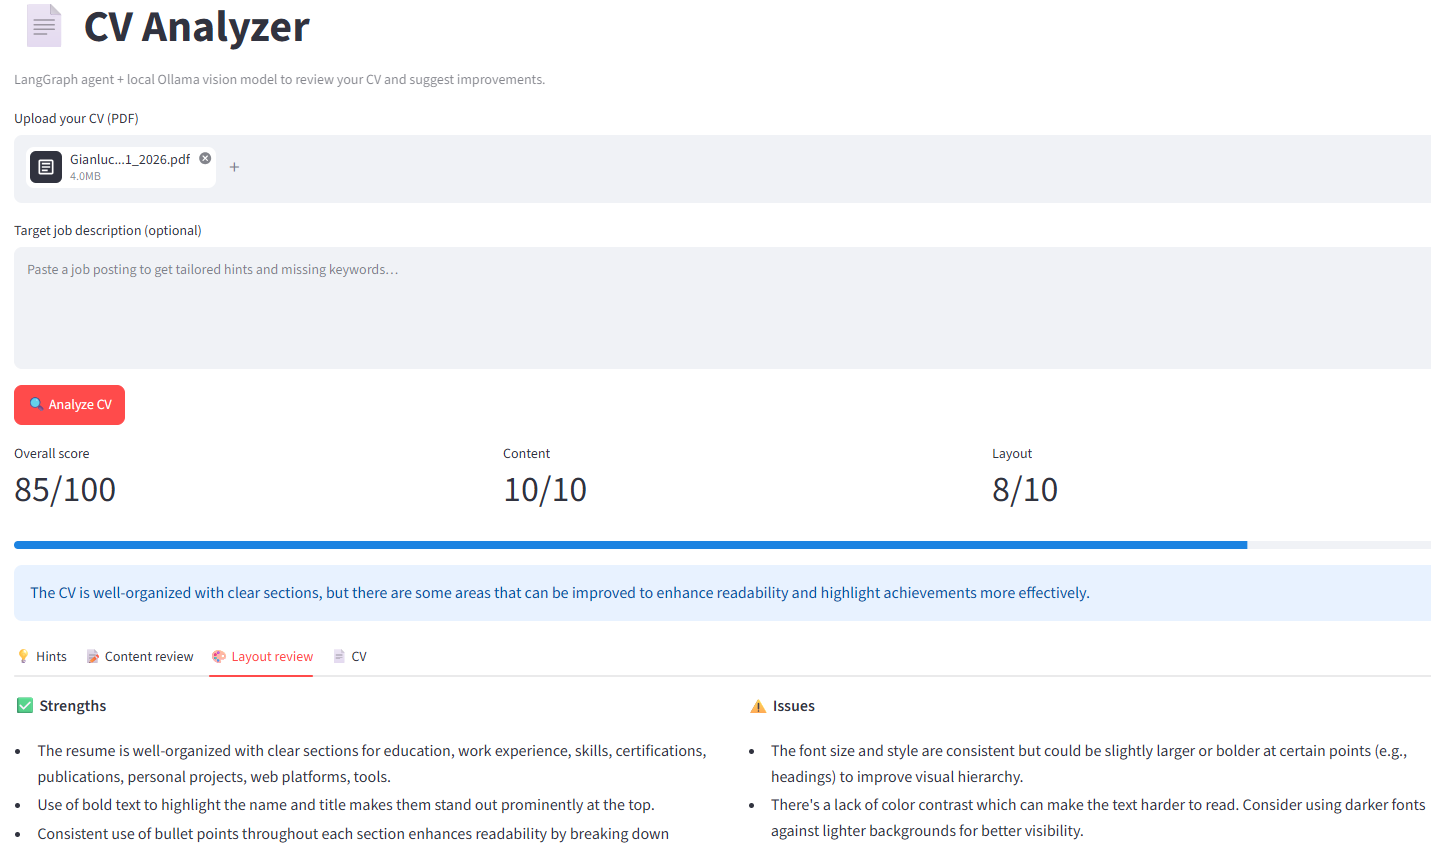 CV Analyzer
LangGraph agent + local Ollama vision model to review your CV and suggest improvements.
Upload your CV (PDF)
Gianluc...1_2026.pdf
4.0MB
+
Target job description (optional)
Paste a job posting to get tailored hints and missing keywords...
Analyze CV
Overall score
85/100
Content
10/10
Layout
8/10
The CV is well-organized with clear sections, but there are some areas that can be improved to enhance readability and highlight achievements more effectively.
Hints Content review Layout review CV
Strengths
• The resume is well-organized with clear sections for education, work experience, skills, certifications,
publications, personal projects, web platforms, tools.
• Use of bold text to highlight the name and title makes them stand out prominently at the top.
• Consistent use of bullet points throughout each section enhances readability by breaking down
Issues
• The font size and style are consistent but could be slightly larger or bolder at certain points (e.g.,
headings) to improve visual hierarchy.
• There's a lack of color contrast which can make the text harder to read. Consider using darker fonts
against lighter backgrounds for better visibility.